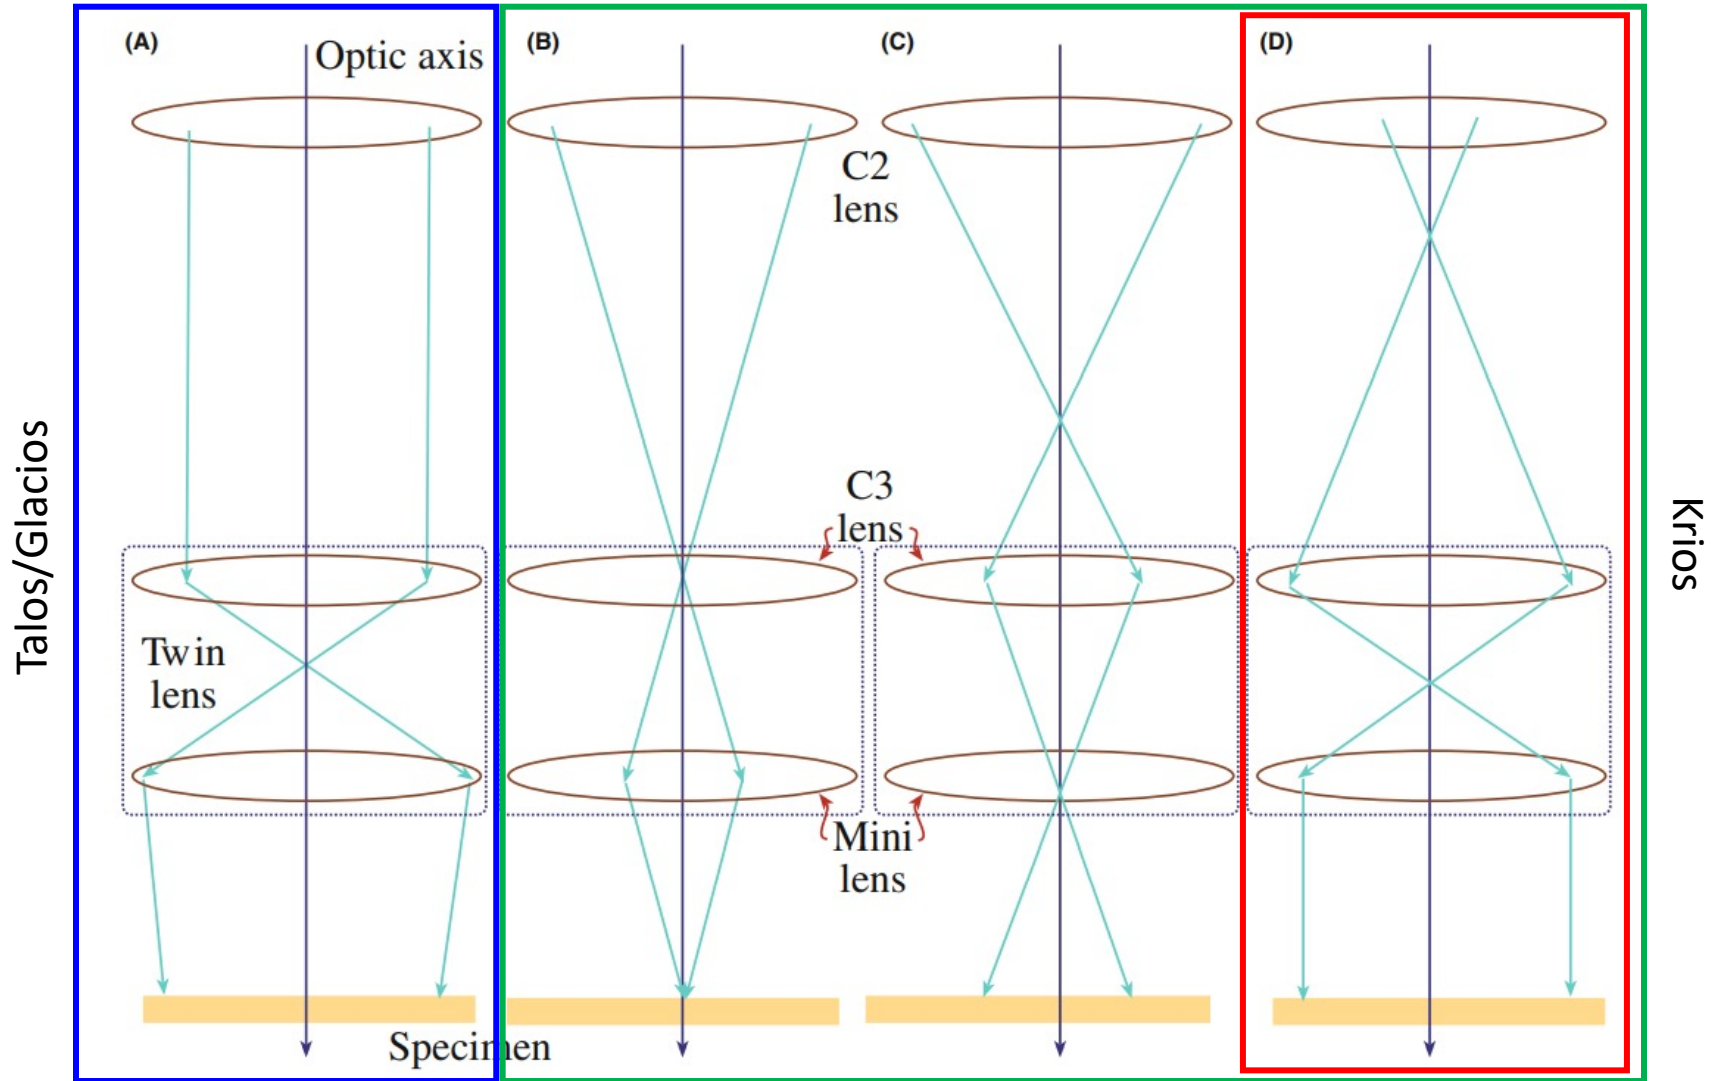 (A)
Optic axis
(B)
(C)
(D)
C2
lens
C3
lens
Twin
lens
Mini
lens
Specimen
Talos/Glacios
Krios